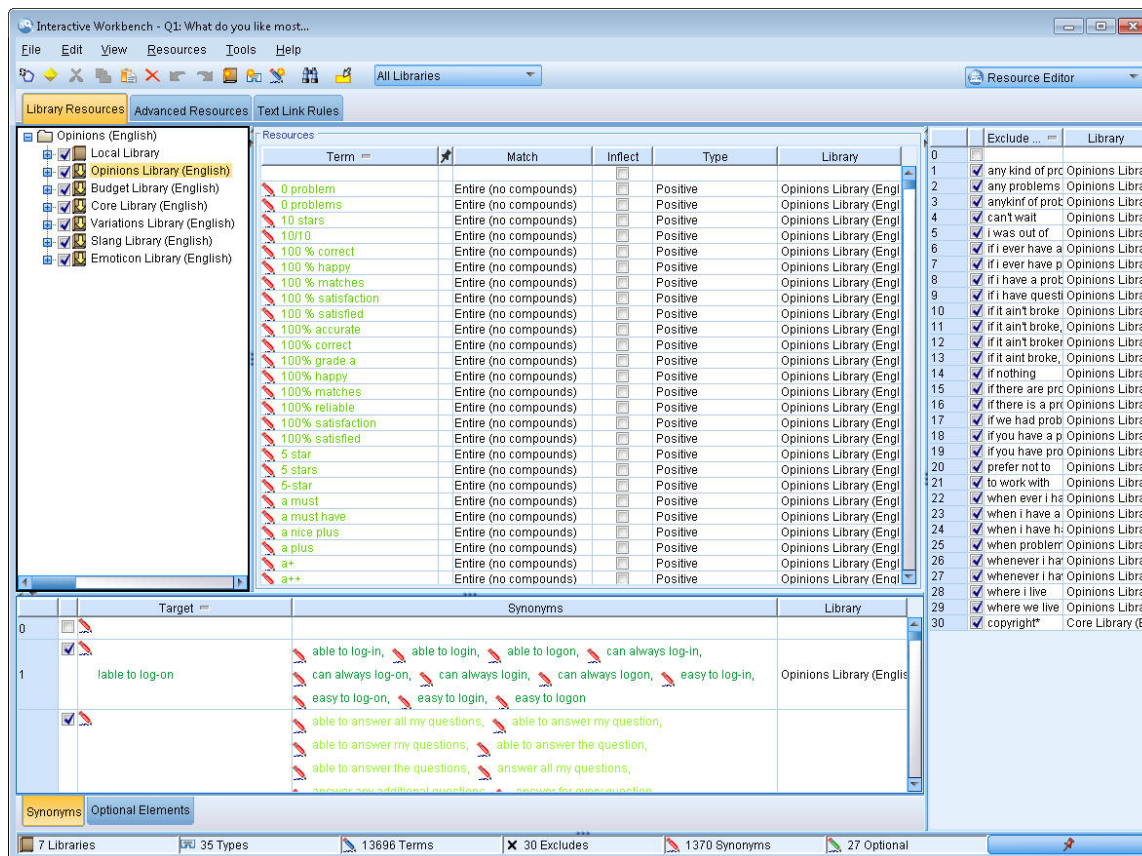 Interactive Workbench - Q1: What do you like most...
File Edit View Resources Tools Help
All Libraries
Resource Editor
Library Resources Advanced Resources Text Link Rules
Opinions (English)
Local Library
Opinions Library (English)
Budget Library (English)
Core Library (English)
Variations Library (English)
Slang Library (English)
Emoticon Library (English)
Resources
Term Match Inflect Type Library
0 problem Entire (no compounds) Positive Opinions Library (Engl
0 problems Entire (no compounds) Positive Opinions Library (Engl
10 stars Entire (no compounds) Positive Opinions Library (Engl
10/10 Entire (no compounds) Positive Opinions Library (Engl
100 % correct Entire (no compounds) Positive Opinions Library (Engl
100 % happy Entire (no compounds) Positive Opinions Library (Engl
100 % matches Entire (no compounds) Positive Opinions Library (Engl
100 % satisfaction Entire (no compounds) Positive Opinions Library (Engl
100 % satisfied Entire (no compounds) Positive Opinions Library (Engl
100% accurate Entire (no compounds) Positive Opinions Library (Engl
100% correct Entire (no compounds) Positive Opinions Library (Engl
100% grade a Entire (no compounds) Positive Opinions Library (Engl
100% happy Entire (no compounds) Positive Opinions Library (Engl
100% matches Entire (no compounds) Positive Opinions Library (Engl
100% reliable Entire (no compounds) Positive Opinions Library (Engl
100% satisfaction Entire (no compounds) Positive Opinions Library (Engl
100% satisfied Entire (no compounds) Positive Opinions Library (Engl
5 star Entire (no compounds) Positive Opinions Library (Engl
5 stars Entire (no compounds) Positive Opinions Library (Engl
5-star Entire (no compounds) Positive Opinions Library (Engl
a must Entire (no compounds) Positive Opinions Library (Engl
a must have Entire (no compounds) Positive Opinions Library (Engl
a nice plus Entire (no compounds) Positive Opinions Library (Engl
a plus Entire (no compounds) Positive Opinions Library (Engl
a+ Entire (no compounds) Positive Opinions Library (Engl
a++ Entire (no compounds) Positive Opinions Library (Engl
Exclude ... Library
0
1 any kind of prc Opinions Libra
2 any problems Opinions Libra
3 anykinf of prob Opinions Libra
4 can't wait Opinions Libra
5 i was out of Opinions Libra
6 if i ever have a Opinions Libra
7 if i ever have p Opinions Libra
8 if i have a prot Opinions Libra
9 if i have questi Opinions Libra
10 if it ain't broke Opinions Libra
11 if it ain't broke, Opinions Libra
12 if it ain't broker Opinions Libra
13 if it aint broke, Opinions Libra
14 if nothing Opinions Libra
15 if there are prc Opinions Libra
16 if there is a prc Opinions Libra
17 if we had prob Opinions Libra
18 if you have a p Opinions Libra
19 if you have pro Opinions Libra
20 prefer not to Opinions Libra
21 to work with Opinions Libra
22 when ever i ha Opinions Libra
23 when i have a Opinions Libra
24 when i have h Opinions Libra
25 when problem Opinions Libra
26 whenever i ha Opinions Libra
27 whenever i ha Opinions Libra
28 where i live Opinions Libra
29 where we live Opinions Libra
30 copyright* Core Library (E
Target Synonyms Library
0
1 !able to log-on Opinions Library (Englis
able to log-in, able to login, able to logon, can always log-in,
can always log-on, can always login, can always logon, easy to log-in,
easy to log-on, easy to login, easy to logon
able to answer all my questions, able to answer my question,
able to answer my questions, able to answer the question,
able to answer the questions, answer all my questions,
answer any additional questions, answer for every question
Synonyms Optional Elements
7 Libraries 35 Types 13696 Terms 30 Excludes 1370 Synonyms 27 Optional